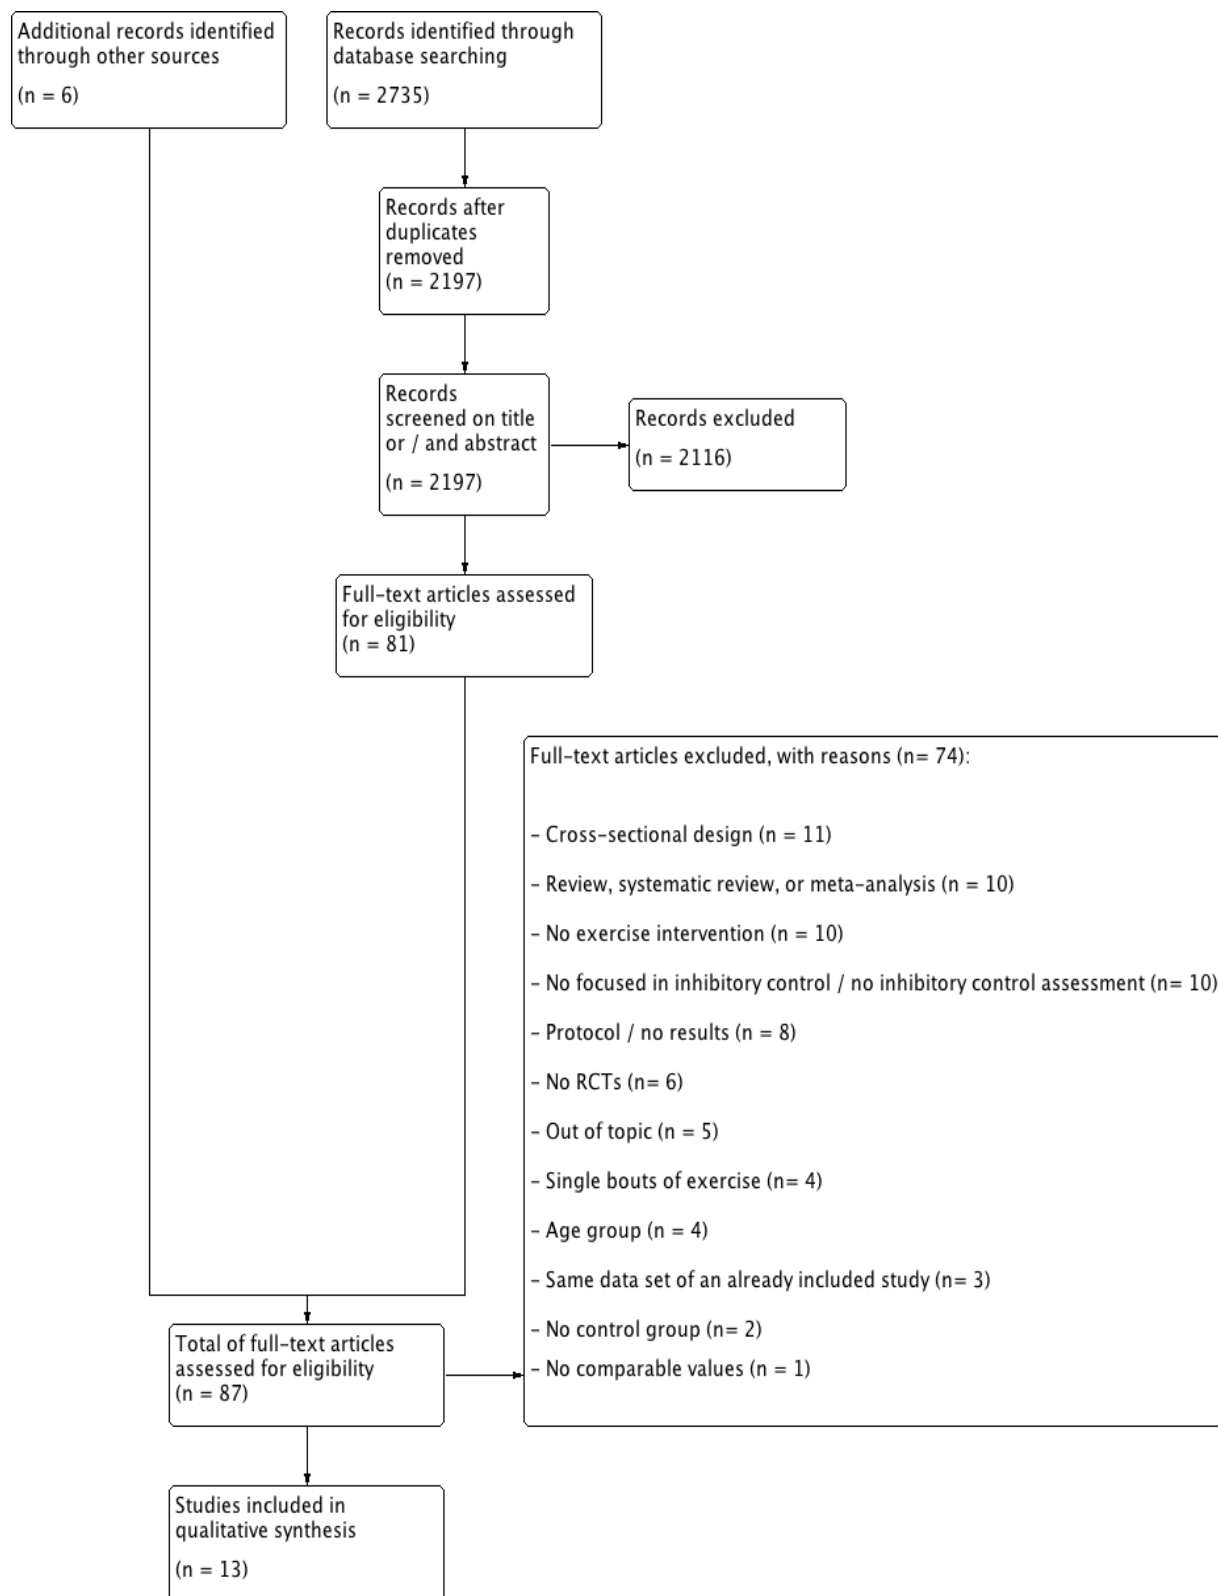 Additional records identified
through other sources
(n = 6)
Records identified through
database searching
(n = 2735)
Records after
duplicates
removed
(n = 2197)
Records
screened on title
or / and abstract
(n = 2197)
Records excluded
(n = 2116)
Full-text articles assessed
for eligibility
(n = 81)
Full-text articles excluded, with reasons (n= 74):
- Cross-sectional design (n = 11)
- Review, systematic review, or meta-analysis (n = 10)
- No exercise intervention (n = 10)
- No focused in inhibitory control / no inhibitory control assessment (n= 10)
- Protocol / no results (n = 8)
- No RCTs (n= 6)
- Out of topic (n = 5)
- Single bouts of exercise (n= 4)
- Age group (n = 4)
- Same data set of an already included study (n= 3)
- No control group (n= 2)
- No comparable values (n = 1)
Total of full-text articles
assessed for eligibility
(n = 87)
Studies included in
qualitative synthesis
(n = 13)